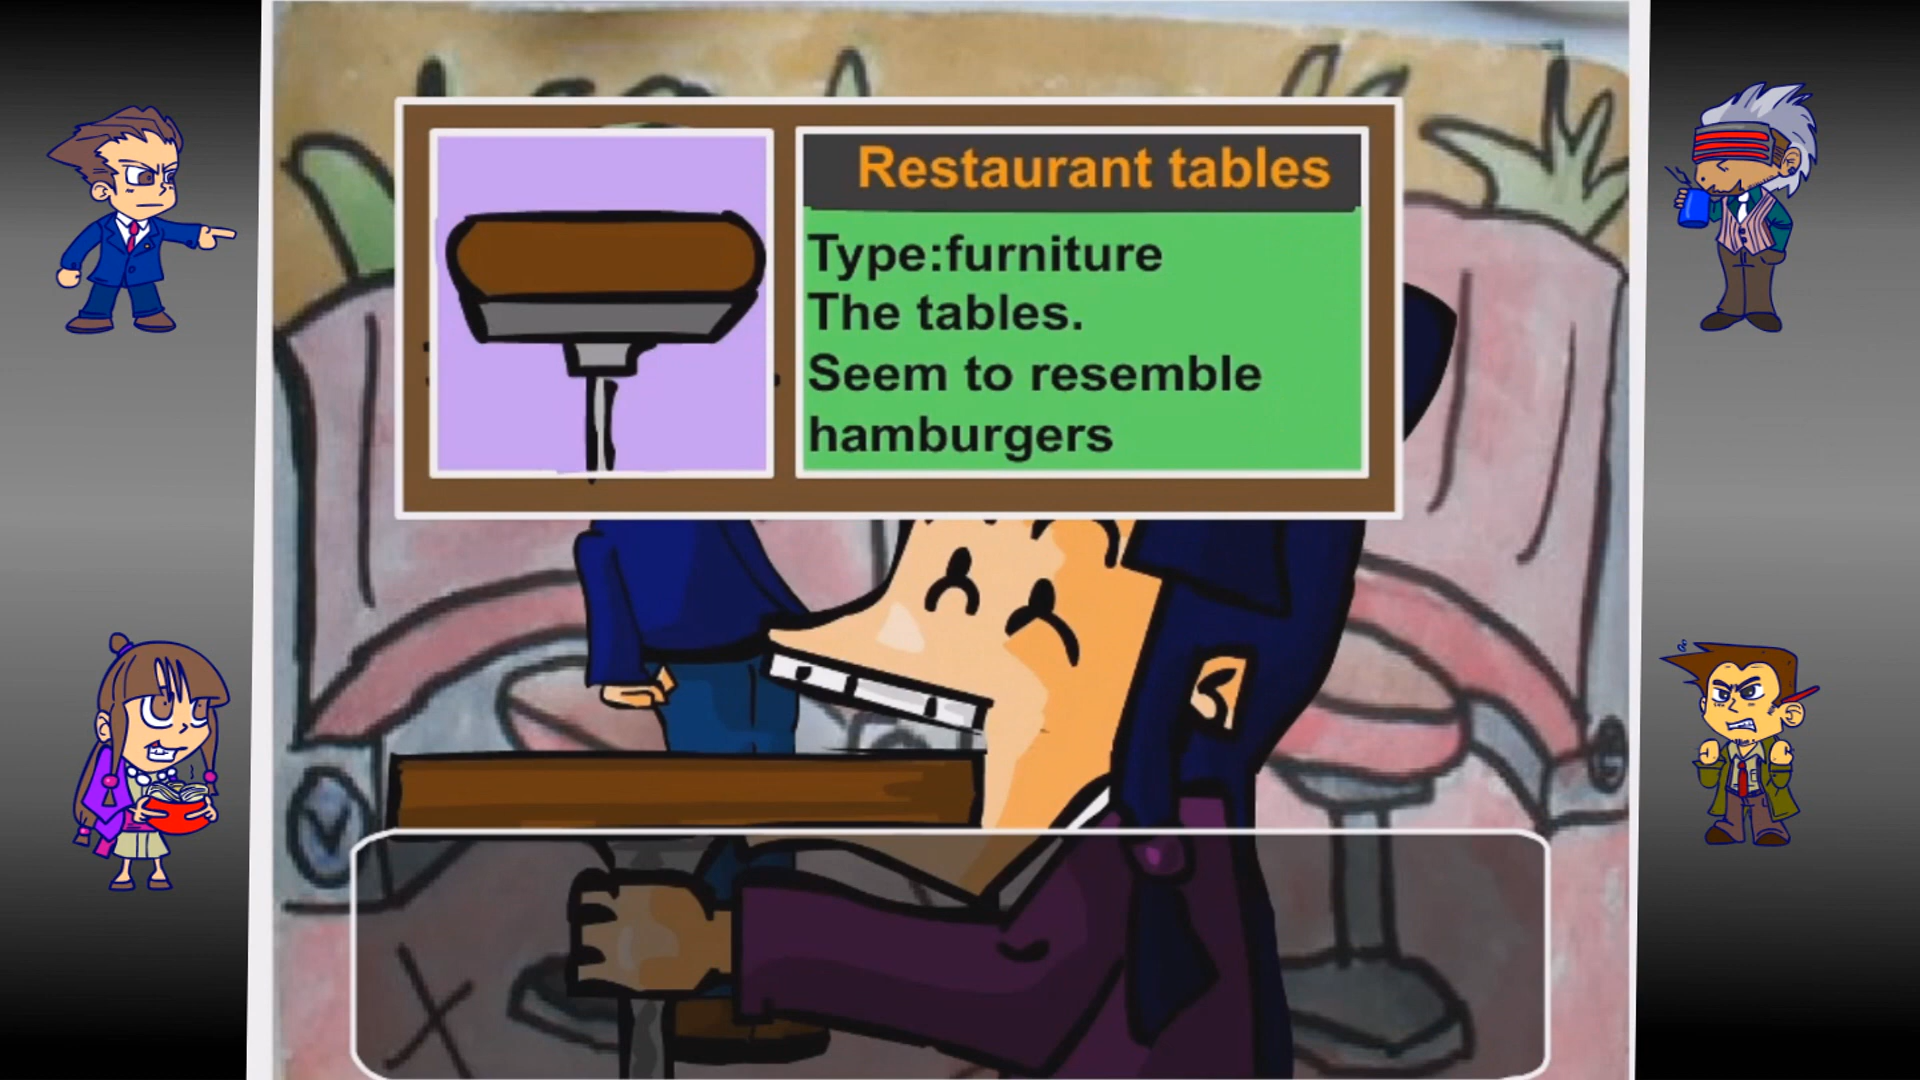 Restaurant tables
Type:furniture
The tables.
Seem to resemble
hamburgers